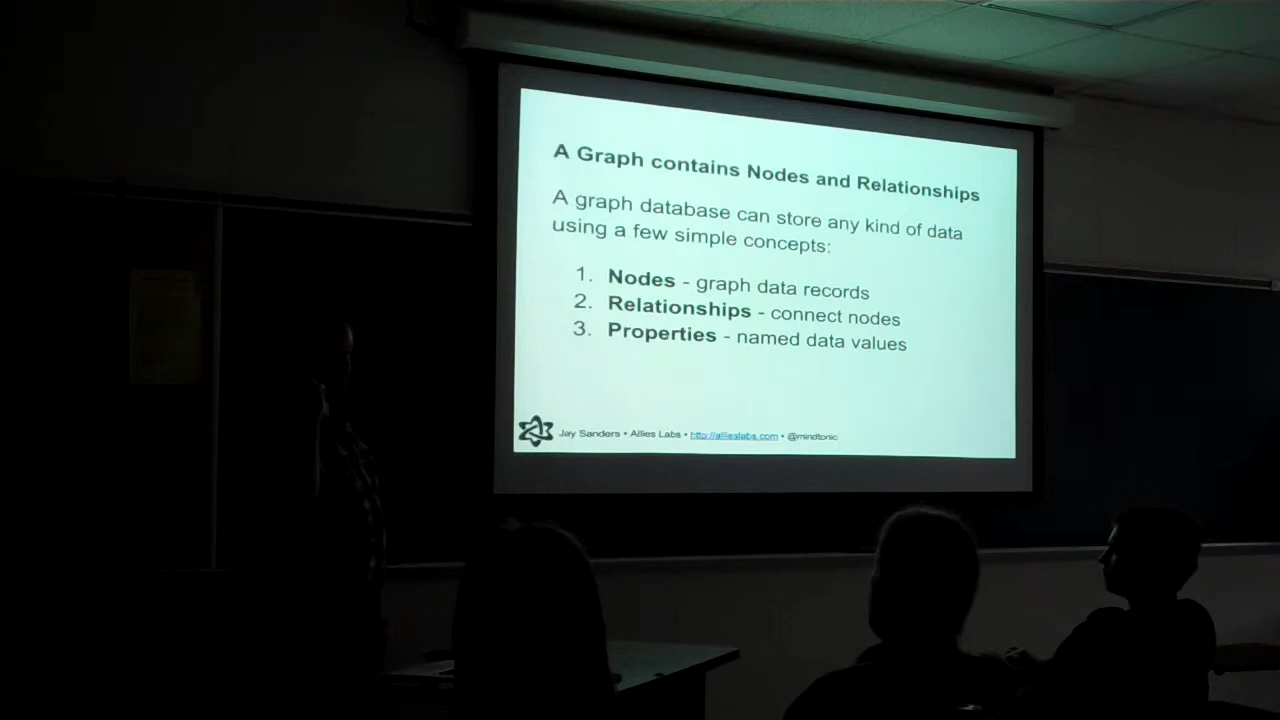 A Graph contains Nodes and Relationships
A graph database can store any kind of data
using a few simple concepts:
1. Nodes - graph data records
2. Relationships - connect nodes
3. Properties - named data values
Jay Sanders • Allies Labs • http://allieslabs.com • @mindtonic